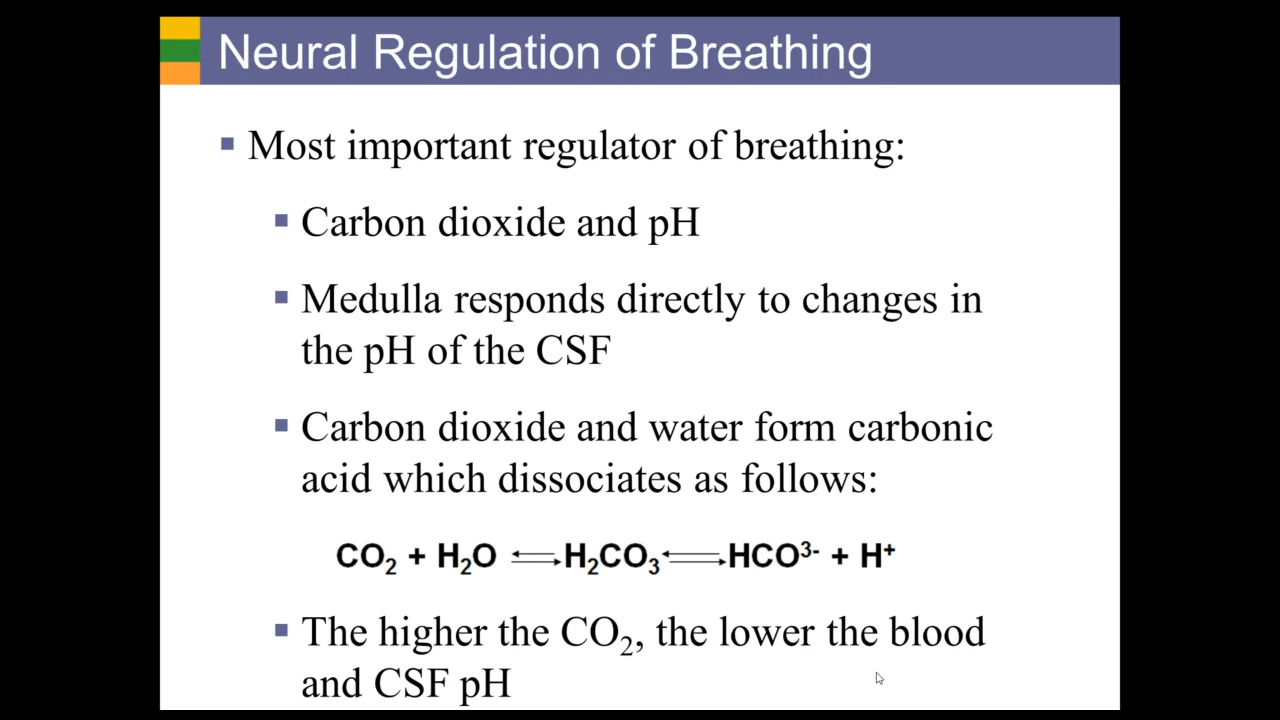 Neural Regulation of Breathing
▪ Most important regulator of breathing:
▪ Carbon dioxide and pH
▪ Medulla responds directly to changes in
the pH of the CSF
▪ Carbon dioxide and water form carbonic
acid which dissociates as follows:
CO₂ + H₂O ⇌ H₂CO₃ ⇌ HCO³⁻ + H⁺
▪ The higher the CO₂, the lower the blood
and CSF pH